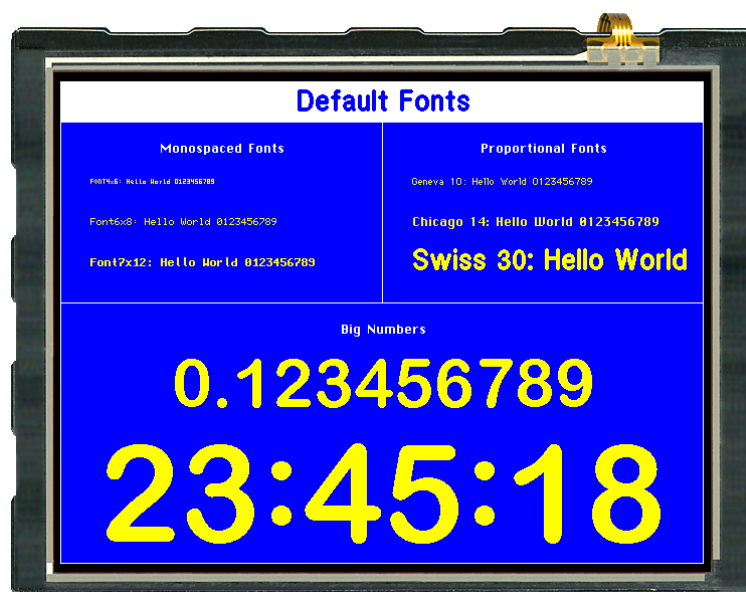 Default Fonts
Monospaced Fonts
FONT4x6: Hello World 0123456789
Font6x8: Hello World 0123456789
Font7x12: Hello World 0123456789
Proportional Fonts
Geneva 10: Hello World 0123456789
Chicago 14: Hello World 0123456789
Swiss 30: Hello World
Big Numbers
0.123456789
23:45:18